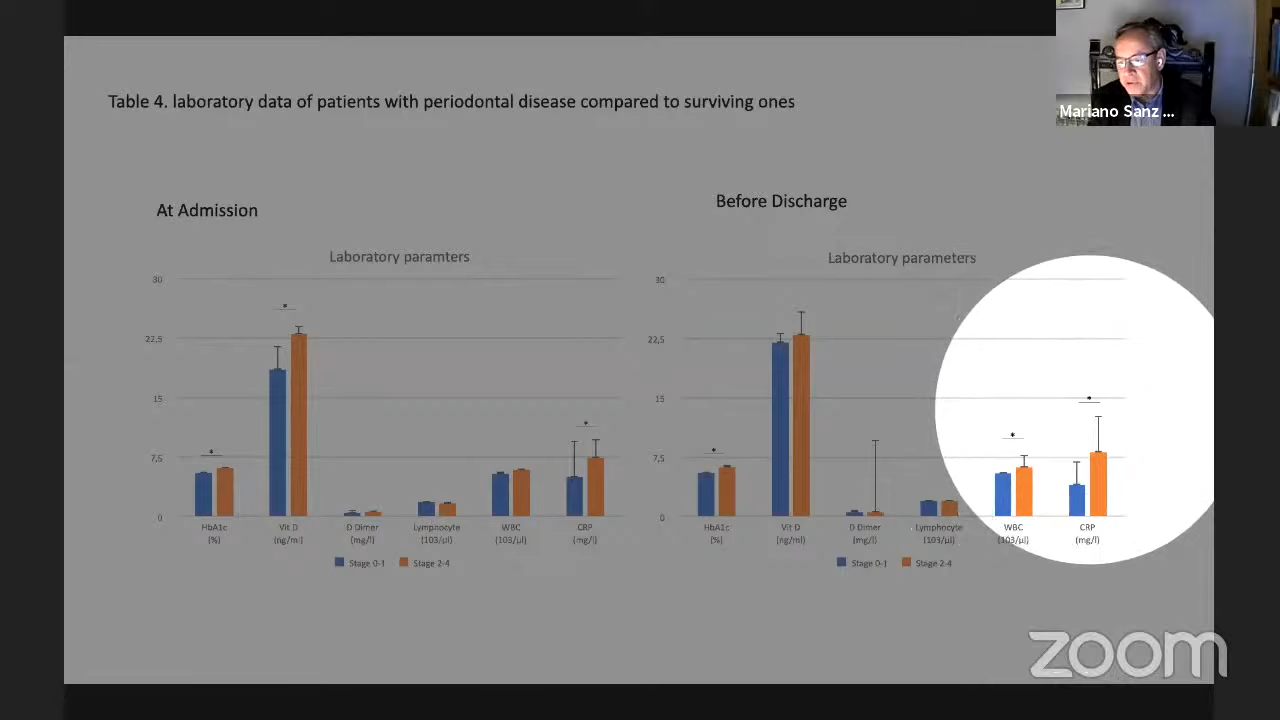 Mariano Sanz ...
Table 4. laboratory data of patients with periodontal disease compared to surviving ones
At Admission
Laboratory paramters
30
22,5
15
7,5
0
*
*
*
HbA1c
(%)
Vit D
(ng/ml)
D Dimer
(mg/l)
Lymphocyte
(103/µl)
WBC
(103/µl)
CRP
(mg/l)
Stage 0-1
Stage 2-4
Before Discharge
Laboratory parameters
30
22,5
15
7,5
0
*
*
*
HbA1c
(%)
Vit D
(ng/ml)
D Dimer
(mg/l)
Lymphocyte
(103/µl)
WBC
(103/µl)
CRP
(mg/l)
Stage 0-1
Stage 2-4
zoom